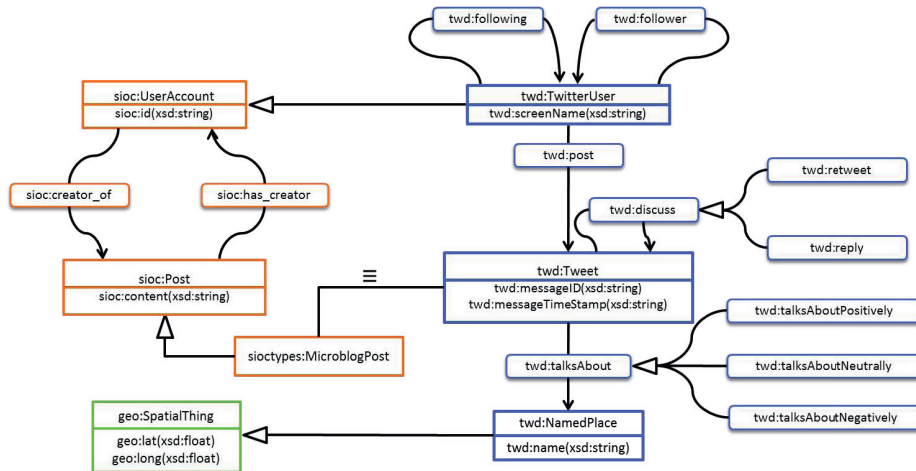 twd:following
twd:follower
sioc:UserAccount
sioc:id(xsd:string)
twd:TwitterUser
twd:screenName(xsd:string)
twd:post
sioc:creator_of
sioc:has_creator
twd:retweet
twd:discuss
twd:reply
sioc:Post
sioc:content(xsd:string)
≡
twd:Tweet
twd:messageID(xsd:string)
twd:messageTimeStamp(xsd:string)
twd:talksAboutPositively
sioctypes:MicroblogPost
twd:talksAbout
twd:talksAboutNeutrally
twd:talksAboutNegatively
geo:SpatialThing
geo:lat(xsd:float)
geo:long(xsd:float)
twd:NamedPlace
twd:name(xsd:string)